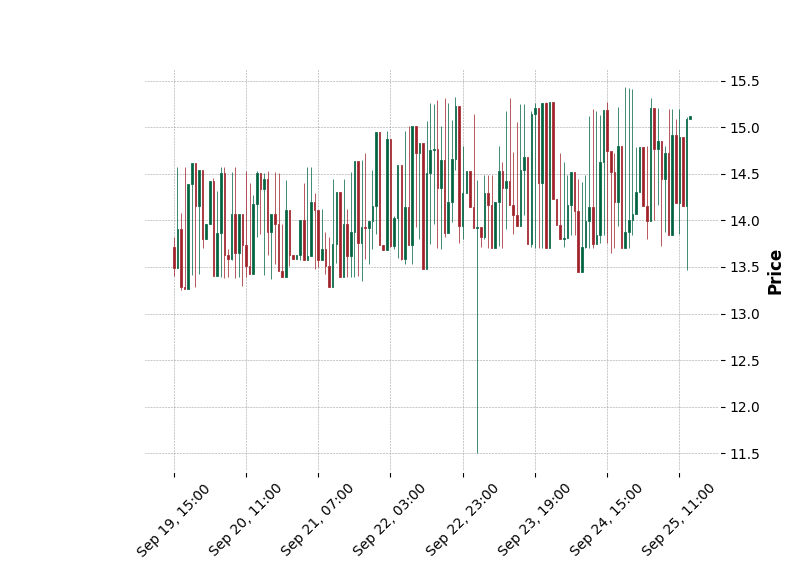 15.5
15.0
14.5
14.0
13.5
13.0
12.5
12.0
11.5
Price
Sep 19, 15:00
Sep 20, 11:00
Sep 21, 07:00
Sep 22, 03:00
Sep 22, 23:00
Sep 23, 19:00
Sep 24, 15:00
Sep 25, 11:00